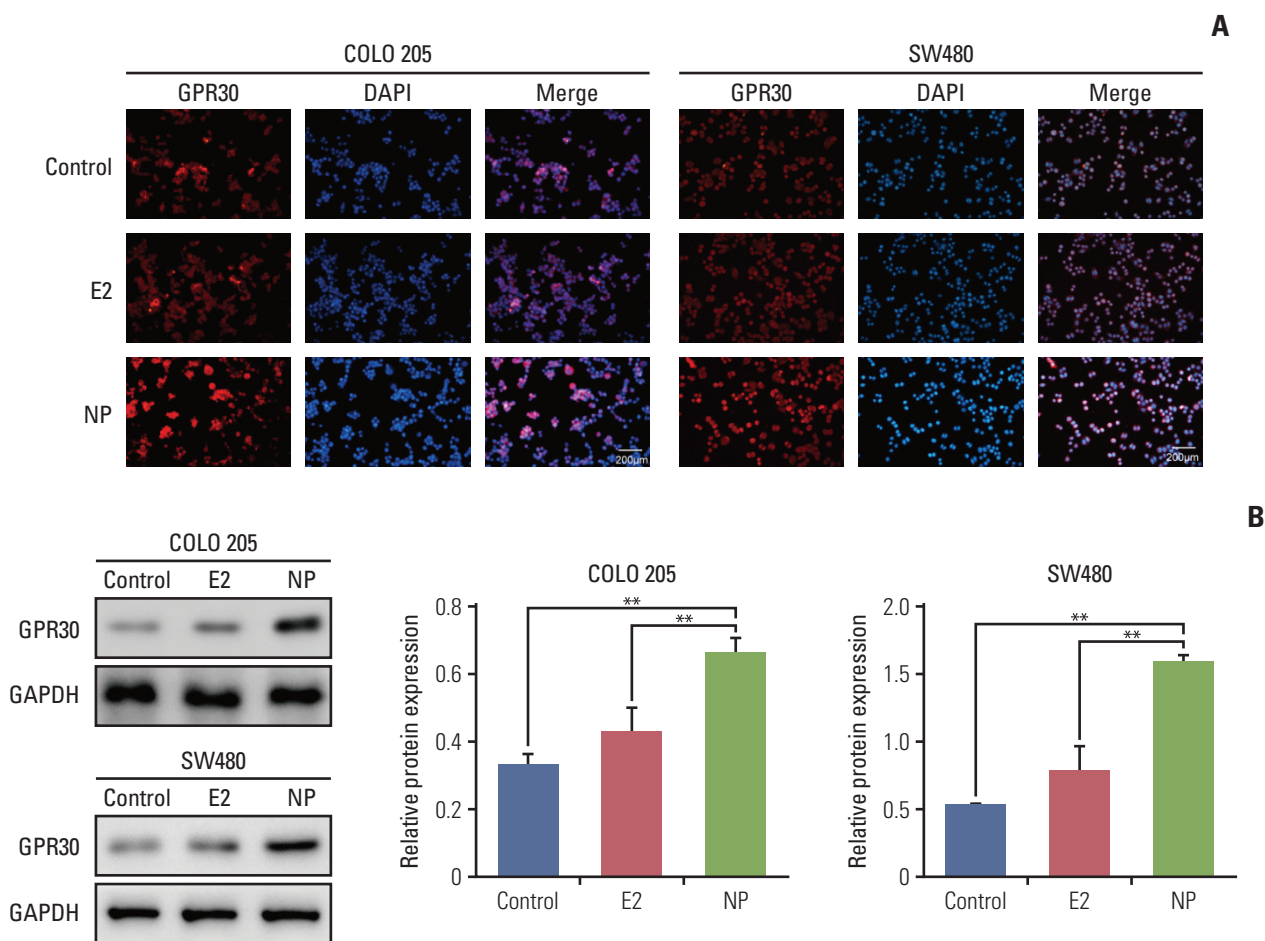 A
COLO 205 SW480
GPR30 DAPI Merge GPR30 DAPI Merge
Control
E2
NP
200μm 200μm
B
COLO 205
Control E2 NP
GPR30
GAPDH
SW480
Control E2 NP
GPR30
GAPDH
COLO 205
Relative protein expression
0.8
0.6
0.4
0.2
0
**
**
Control E2 NP
SW480
Relative protein expression
2.0
1.5
1.0
0.5
0
**
**
Control E2 NP